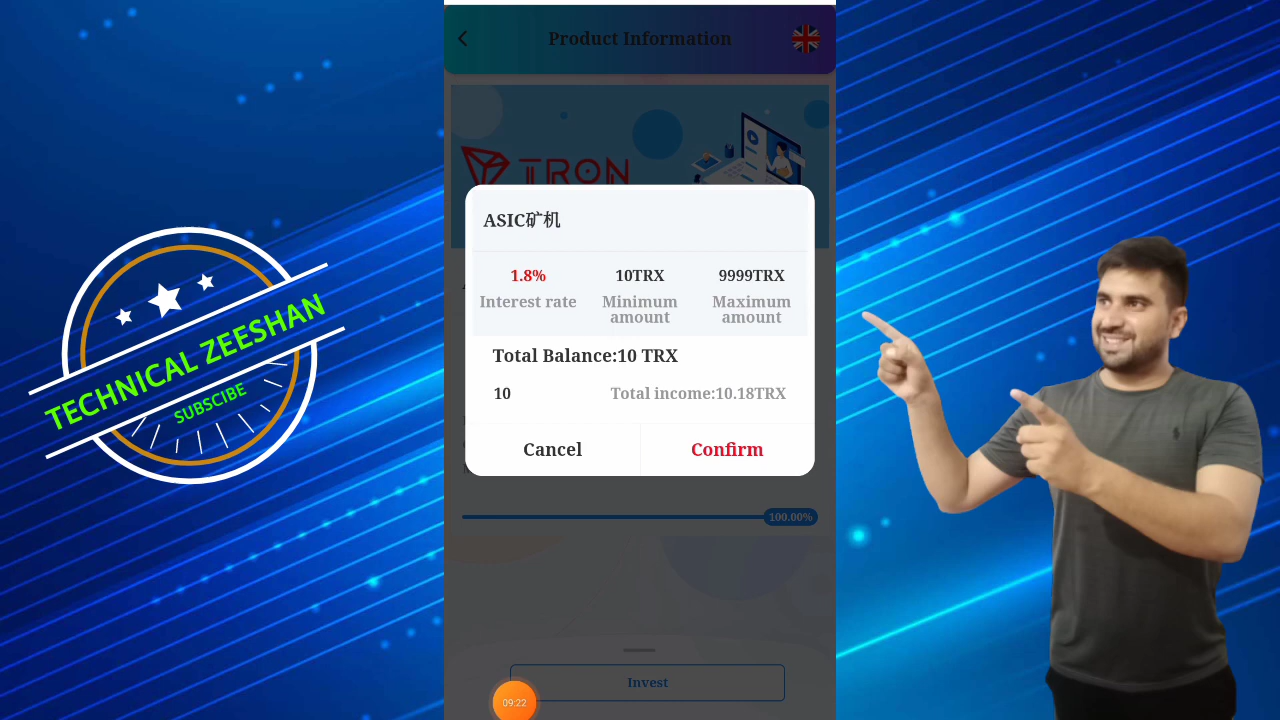 TECHNICAL ZEESHAN
SUBSCIBE
Product Information
TRON
ASIC矿机
1.8%
Interest rate
10TRX
Minimum
amount
9999TRX
Maximum
amount
Total Balance:10 TRX
10
Total income:10.18TRX
Cancel
Confirm
100.00%
Invest
09:22